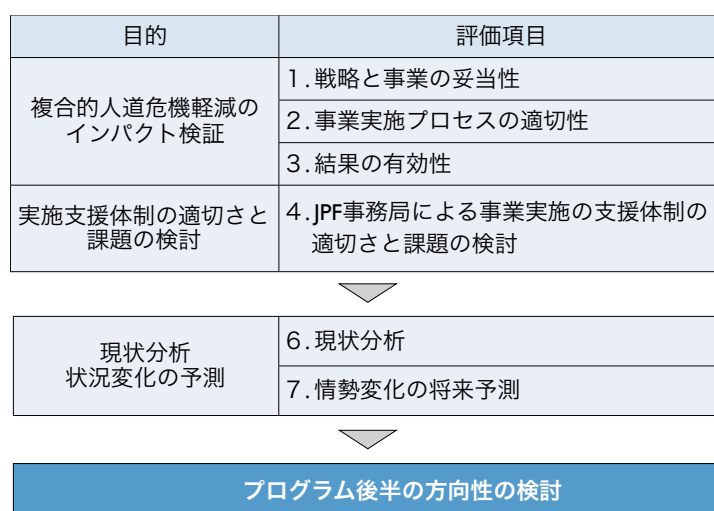 目的
評価項目
複合的人道危機軽減の
インパクト検証
1.戦略と事業の妥当性
2.事業実施プロセスの適切性
3.結果の有効性
実施支援体制の適切さと
課題の検討
4.JPF事務局による事業実施の支援体制の
適切さと課題の検討
現状分析
状況変化の予測
6.現状分析
7.情勢変化の将来予測
プログラム後半の方向性の検討